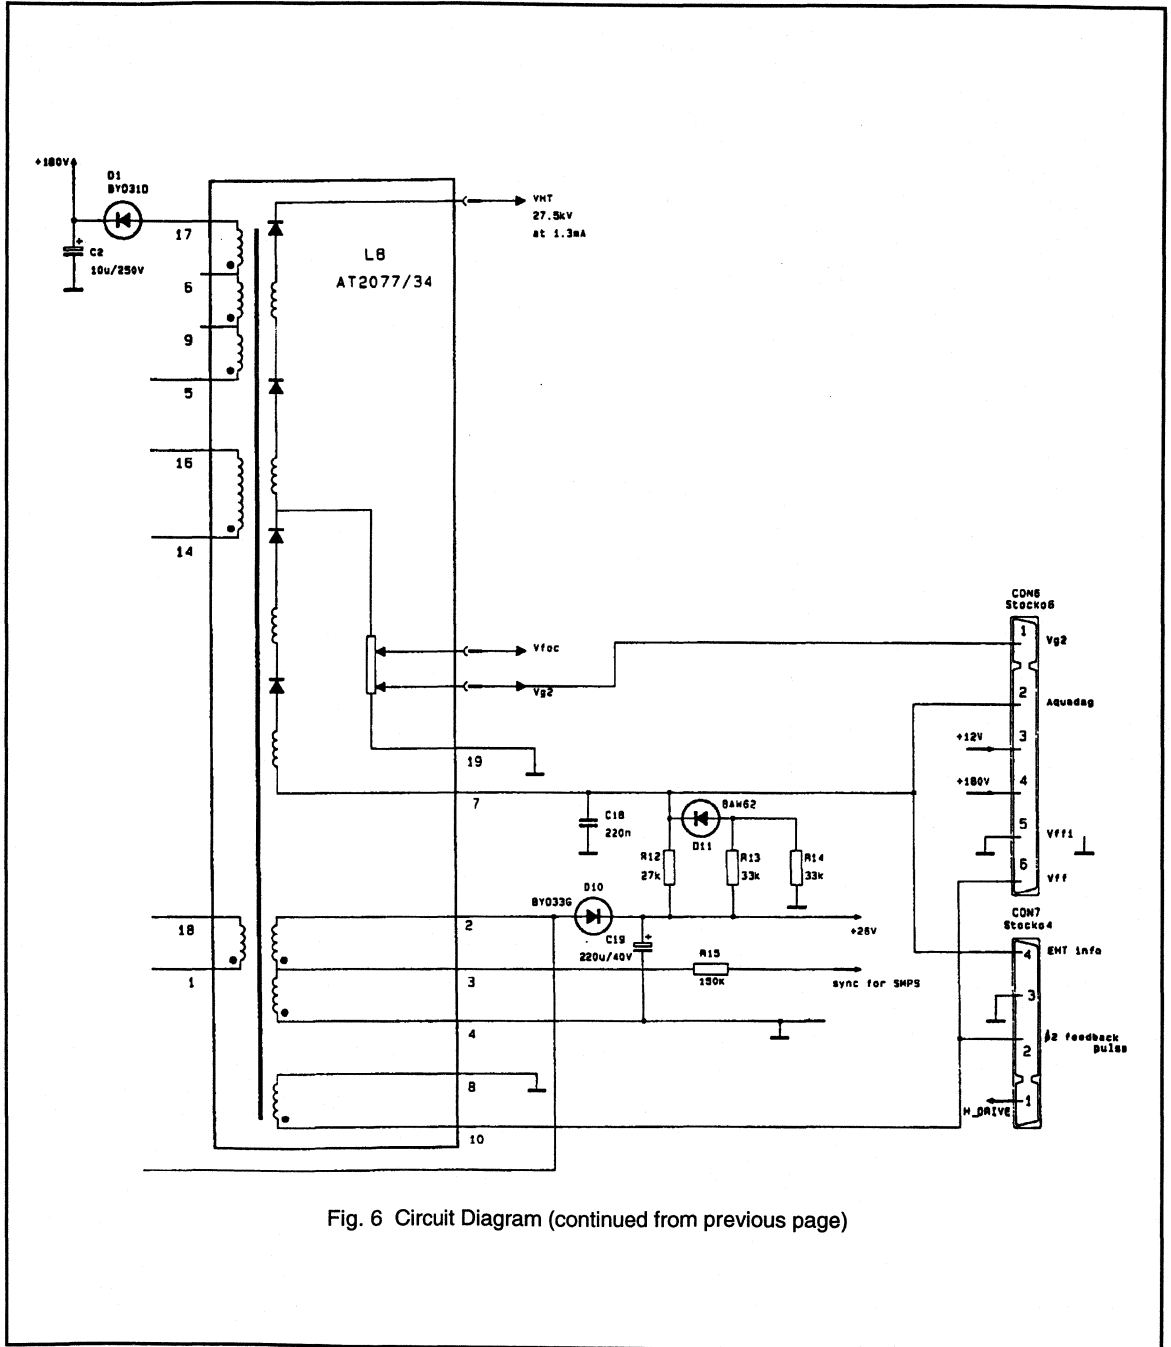 +180V
D1
BYD31D
17
C2
+
10u/250V
6
9
5
16
14
L8
AT2077/34
VHT
27.5kV
at 1.3mA
Vfoc
Vg2
19
7
C18
220n
BAW62
D11
R12
27k
R13
33k
R14
33k
D10
BYD33G
18
2
+26V
C19
+
220u/40V
R15
150k
1
3
sync for SMPS
4
8
10
CON6
Stocko6
1
Vg2
2
Aquadag
+12V
3
+180V
4
5
Vffi
6
Vff
CON7
Stocko4
4
EHT info
3
2
ϕ2 feedback
pulse
H_DRIVE
1
Fig. 6 Circuit Diagram (continued from previous page)